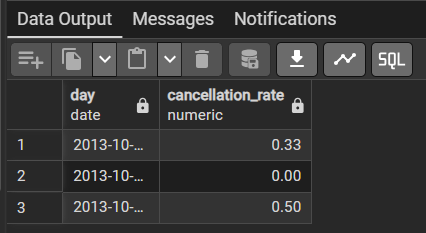 Data Output Messages Notifications
SQL
day cancellation_rate
date numeric
1 2013-10-... 0.33
2 2013-10-... 0.00
3 2013-10-... 0.50